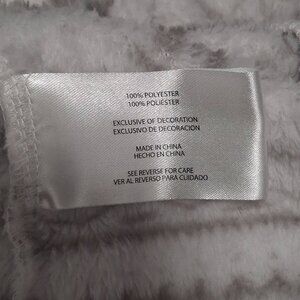 100% POLYESTER
100% POLIÉSTER
EXCLUSIVE OF DECORATION
EXCLUSIVO DE DECORACION
MADE IN CHINA
HECHO EN CHINA
SEE REVERSE FOR CARE
VER AL REVERSO PARA CUIDADO